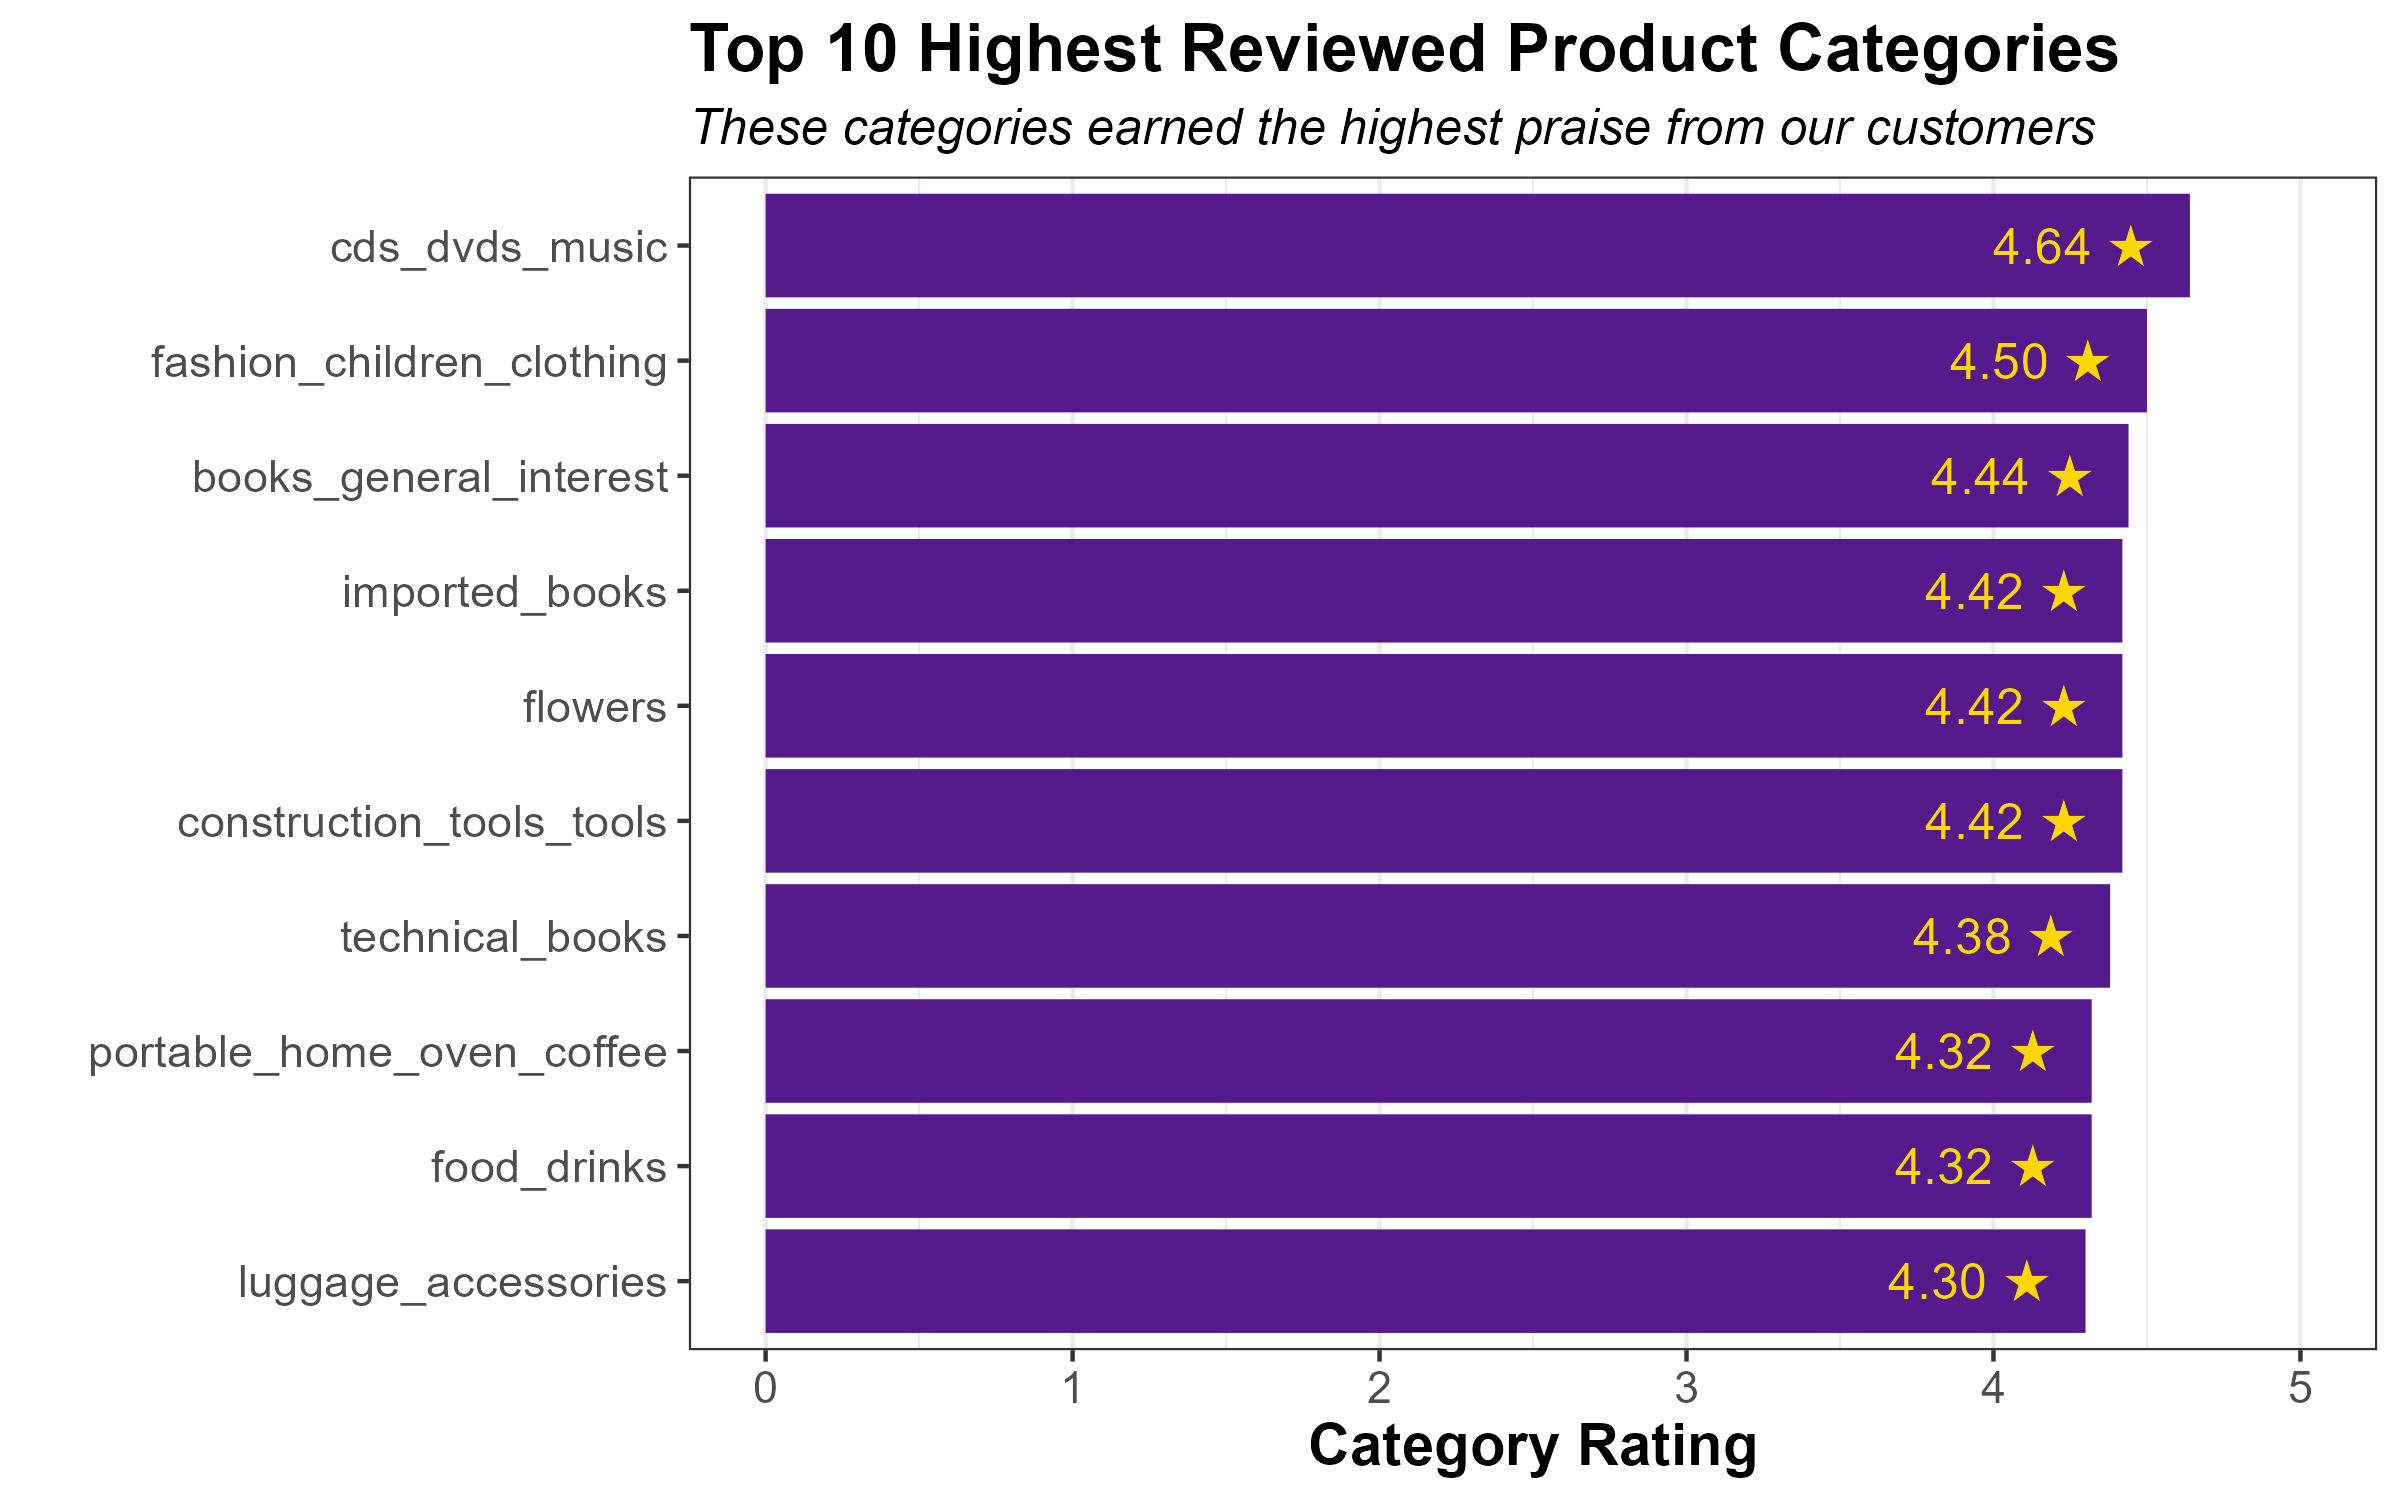 Top 10 Highest Reviewed Product Categories
These categories earned the highest praise from our customers
cds_dvds_music 4.64 ★
fashion_children_clothing 4.50 ★
books_general_interest 4.44 ★
imported_books 4.42 ★
flowers 4.42 ★
construction_tools_tools 4.42 ★
technical_books 4.38 ★
portable_home_oven_coffee 4.32 ★
food_drinks 4.32 ★
luggage_accessories 4.30 ★
0 1 2 3 4 5
Category Rating